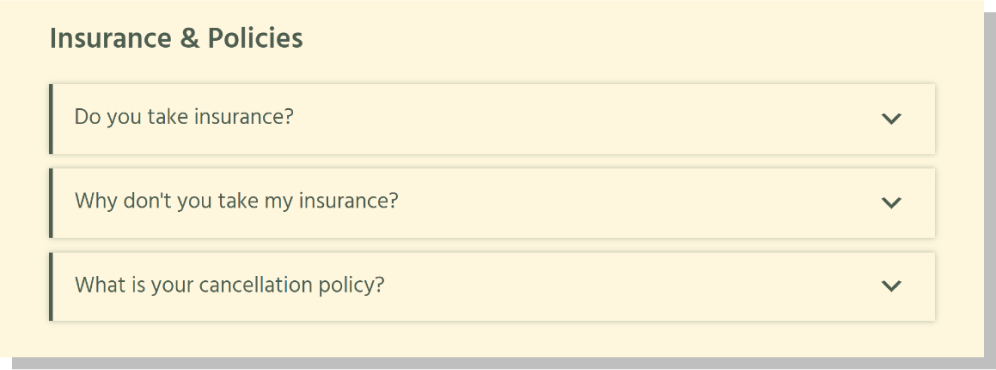 Insurance & Policies
Do you take insurance?
Why don't you take my insurance?
What is your cancellation policy?